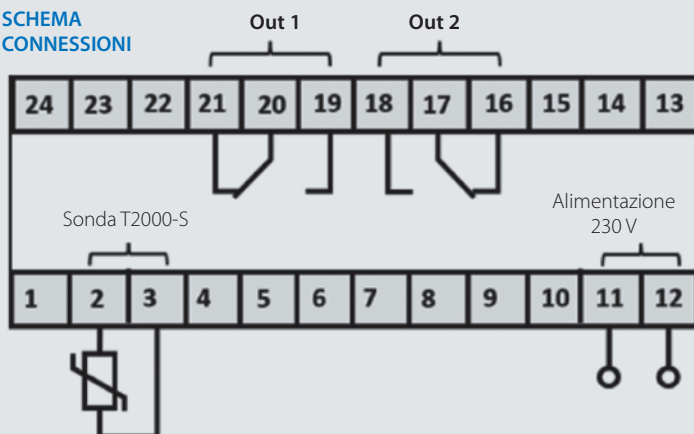 SCHEMA
CONNESSIONI
Out 1
Out 2
24 23 22 21 20 19 18 17 16 15 14 13
Sonda T2000-S
Alimentazione
230 V
1 2 3 4 5 6 7 8 9 10 11 12